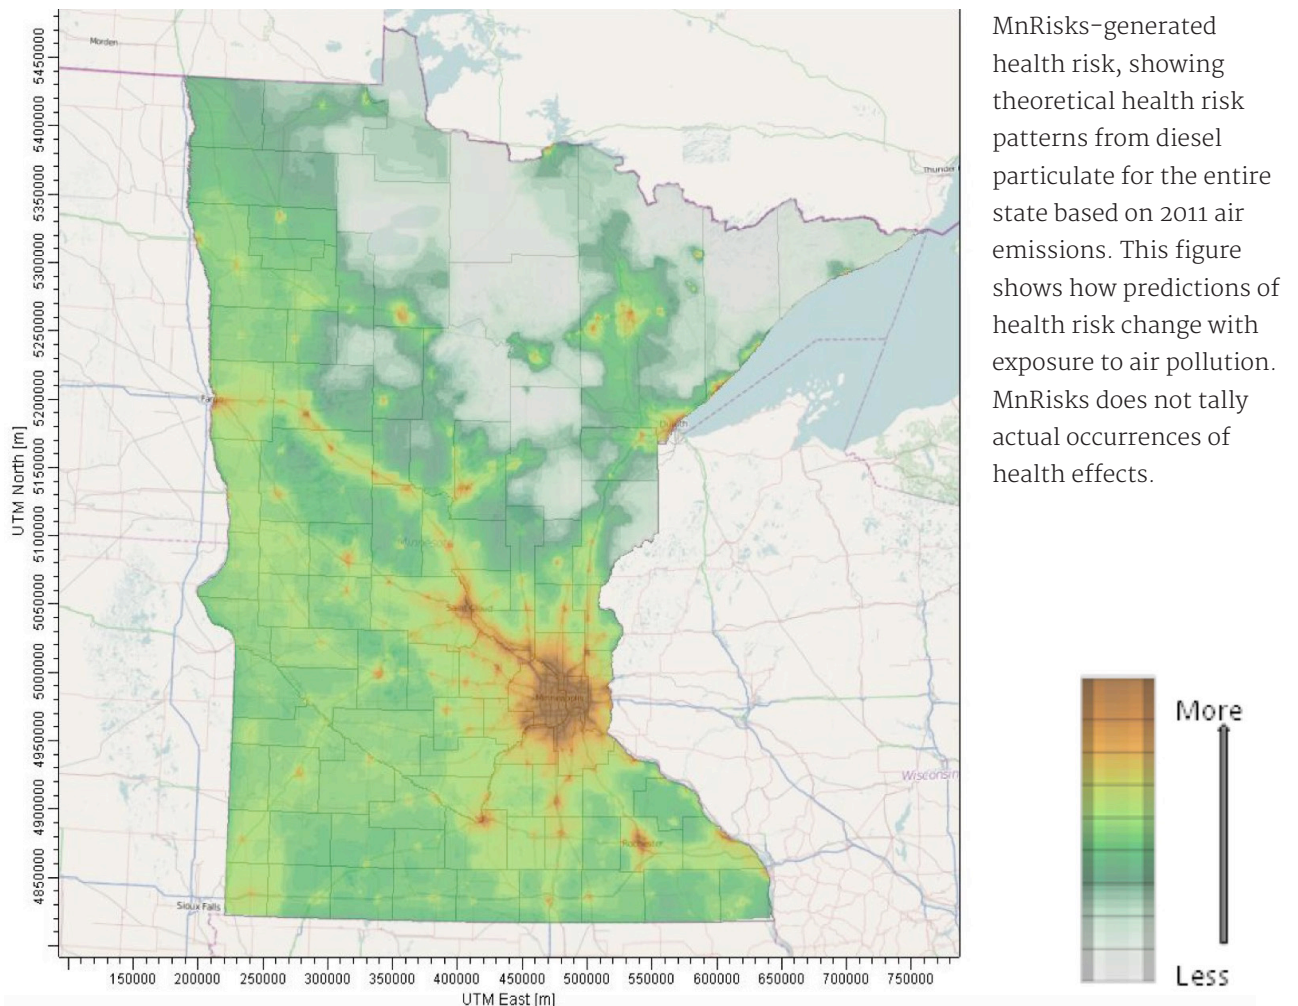 MnRisks-generated
health risk, showing
theoretical health risk
patterns from diesel
particulate for the entire
state based on 2011 air
emissions. This figure
shows how predictions of
health risk change with
exposure to air pollution.
MnRisks does not tally
actual occurrences of
health effects.
Morden
Thunder
Duluth
Minnesota
Minneapolis
Rochester
Sioux Falls
Wisconsin
UTM North [m]
5450000
5400000
5350000
5300000
5250000
5200000
5150000
5100000
5050000
5000000
4950000
4900000
4850000
150000 200000 250000 300000 350000 400000 450000 500000 550000 600000 650000 700000 750000
UTM East [m]
More
Less